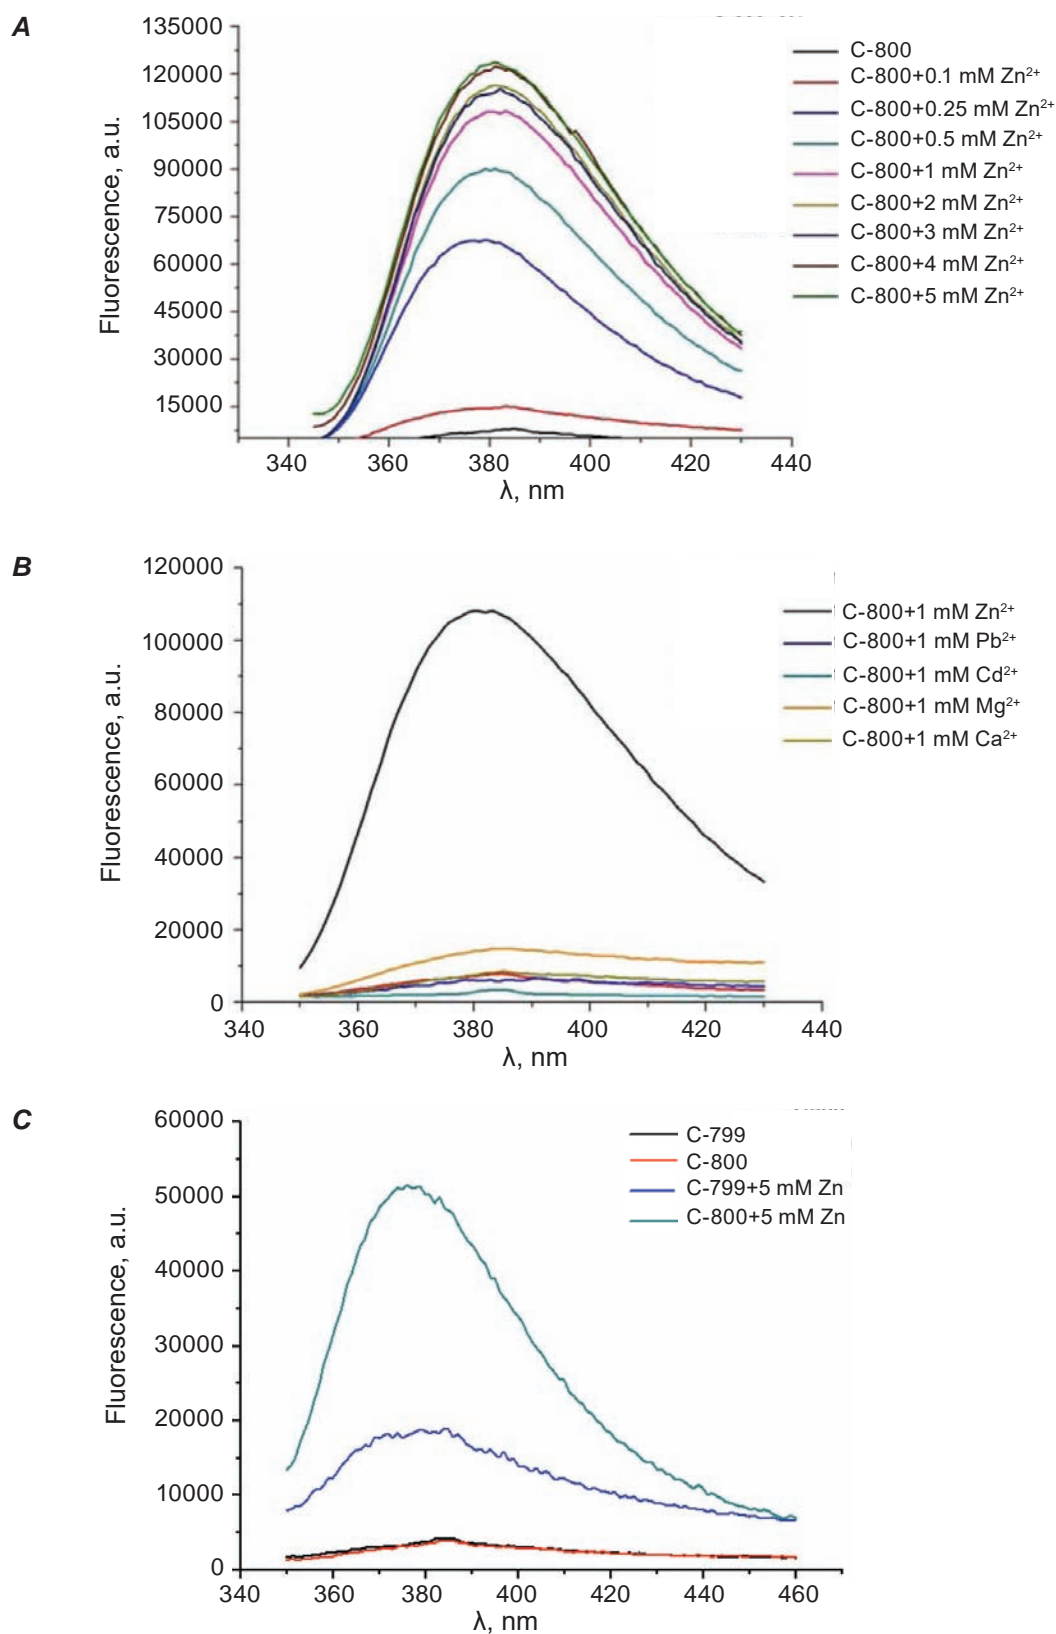 A
Fluorescence, a.u.
135000
120000
105000
90000
75000
60000
45000
30000
15000
340 360 380 400 420 440
λ, nm
C-800
C-800+0.1 mM Zn²⁺
C-800+0.25 mM Zn²⁺
C-800+0.5 mM Zn²⁺
C-800+1 mM Zn²⁺
C-800+2 mM Zn²⁺
C-800+3 mM Zn²⁺
C-800+4 mM Zn²⁺
C-800+5 mM Zn²⁺
B
Fluorescence, a.u.
120000
100000
80000
60000
40000
20000
0
340 360 380 400 420 440
λ, nm
C-800+1 mM Zn²⁺
C-800+1 mM Pb²⁺
C-800+1 mM Cd²⁺
C-800+1 mM Mg²⁺
C-800+1 mM Ca²⁺
C
Fluorescence, a.u.
60000
50000
40000
30000
20000
10000
0
340 360 380 400 420 440 460
λ, nm
C-799
C-800
C-799+5 mM Zn
C-800+5 mM Zn